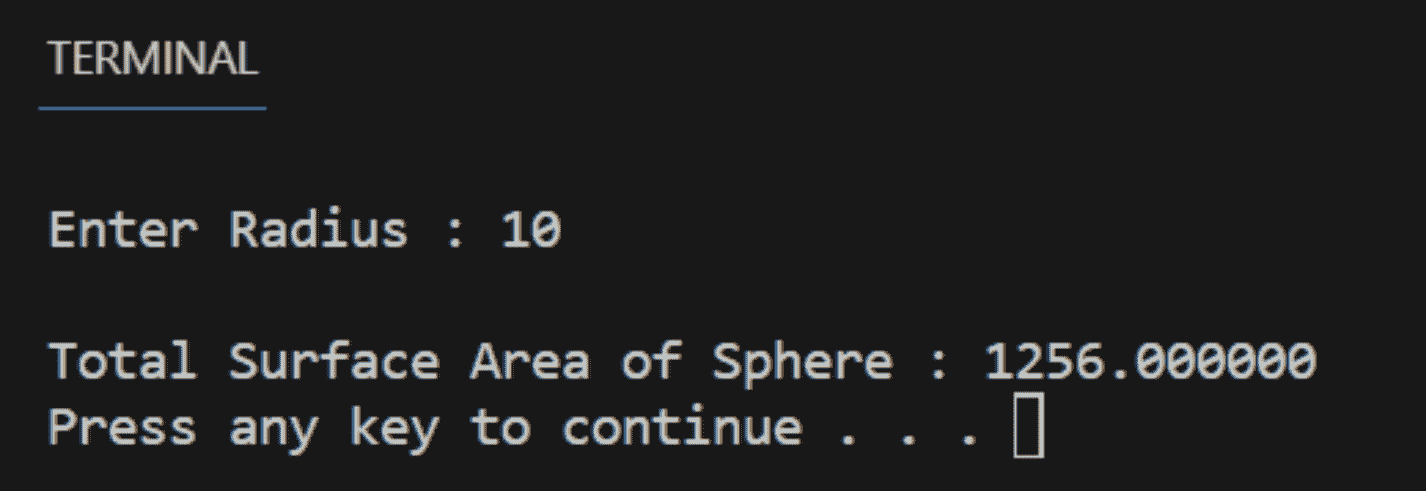 TERMINAL
Enter Radius : 10
Total Surface Area of Sphere : 1256.000000
Press any key to continue . . .